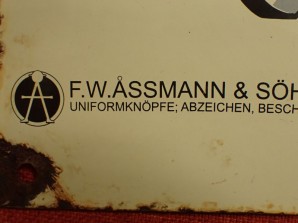 F.W.ÅSSMANN & SÖH
UNIFORMKNÖPFE; ABZEICHEN, BESCH